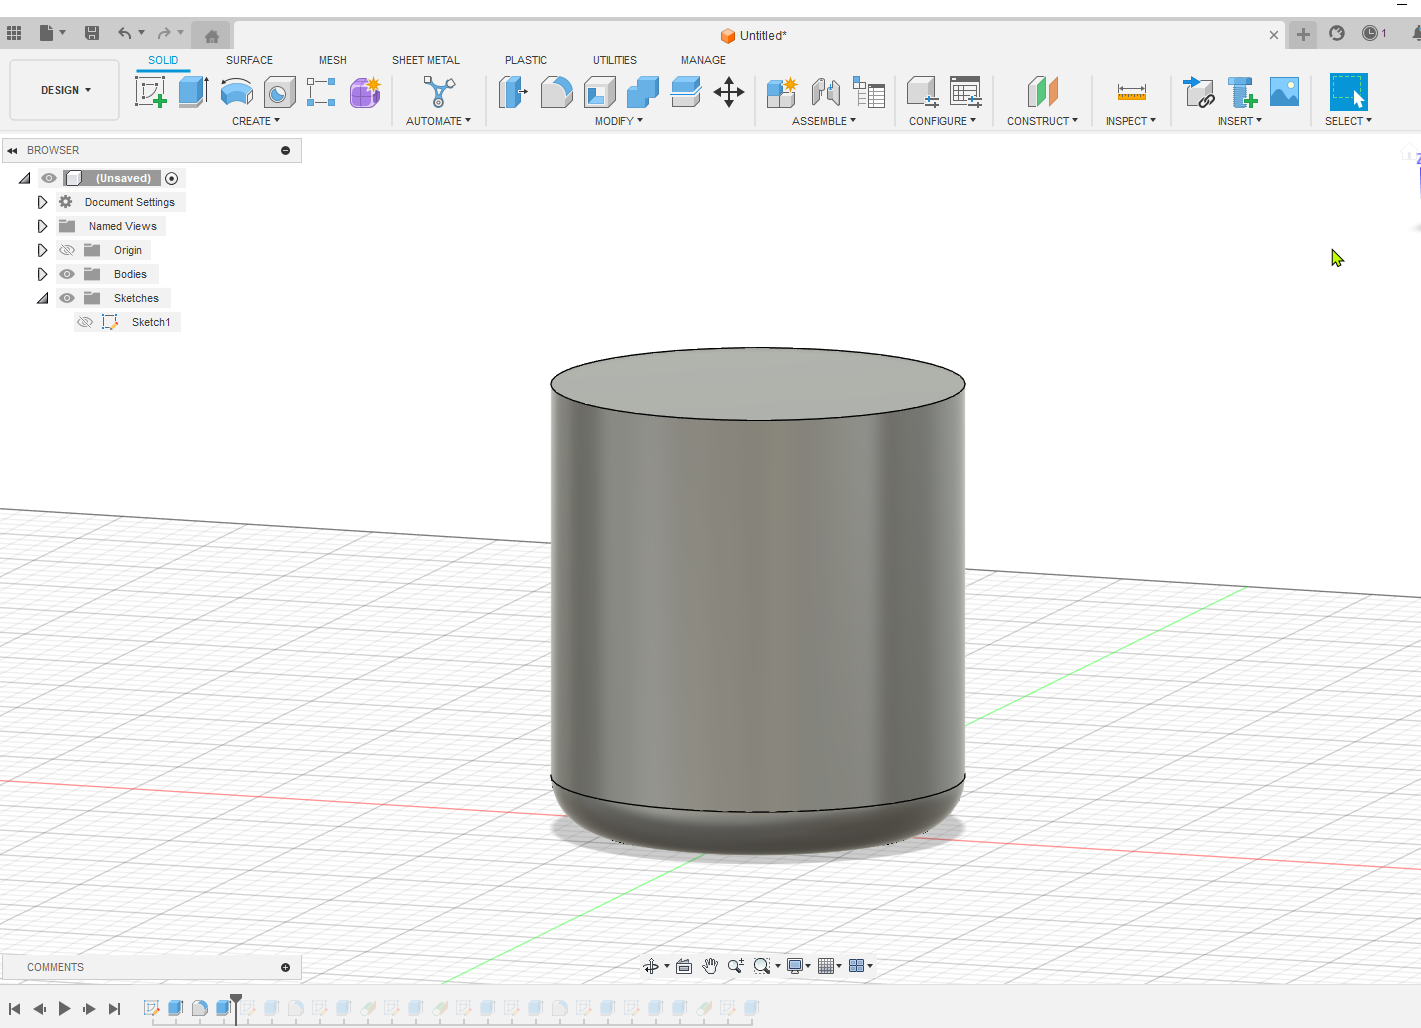 Untitled*
1
SOLID SURFACE MESH SHEET METAL PLASTIC UTILITIES MANAGE
DESIGN
CREATE AUTOMATE MODIFY ASSEMBLE CONFIGURE CONSTRUCT INSPECT INSERT SELECT
BROWSER
(Unsaved)
Document Settings
Named Views
Origin
Bodies
Sketches
Sketch1
Z
COMMENTS